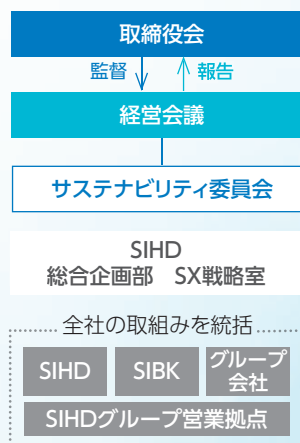 取締役会
監督 報告
経営会議
サステナビリティ委員会
SIHD
総合企画部 SX戦略室
全社の取組みを統括
SIHD SIBK グループ
会社
SIHDグループ営業拠点